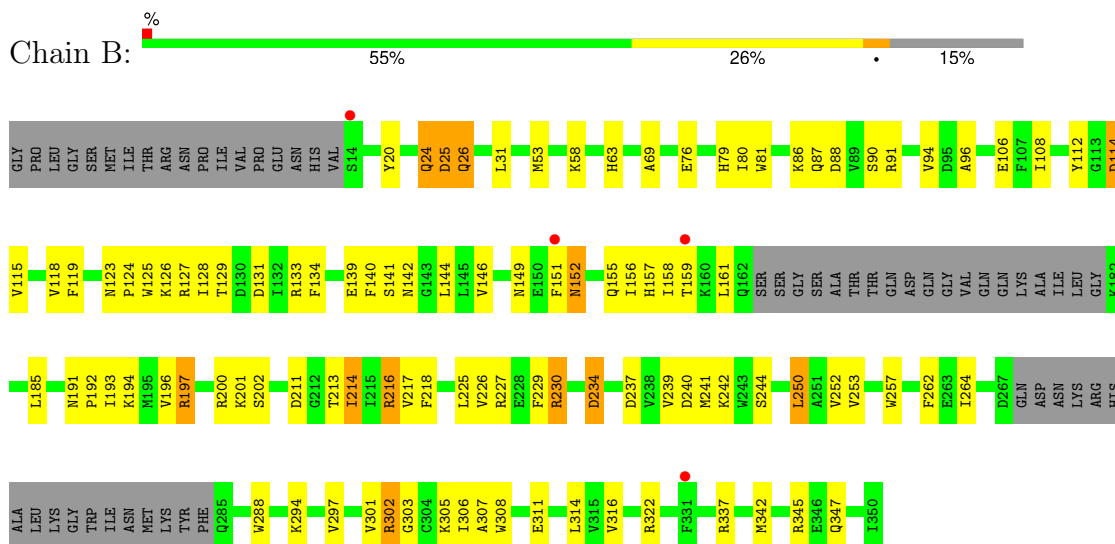 %
Chain B:
55% 26% • 15%
GLY PRO LEU GLY SER MET ILE THR ARG ASN PRO ILE VAL PRO GLU ASN HIS VAL S14 Y20 Q24 D25 Q26 L31 M53 K58 H63 A69 E76 H79 I80 W81 K86 Q87 D88 V89 S90 R91 V94 D95 A96 E106 F107 I108 Y112 G113 D114
V115 V118 F119 N123 P124 W125 K126 R127 I128 T129 D130 D131 I132 R133 F134 E139 F140 S141 N142 G143 L144 L145 V146 N149 E150 F151 N152 Q155 I156 H157 I158 T159 K160 L161 Q162 SER SER GLY SER ALA THR THR GLN ASP GLN GLY VAL GLN GLN LYS ALA ILE LEU GLY K182
L185 N191 P192 I193 K194 M195 V196 R197 R200 K201 S202 D211 G212 T213 I214 I215 R216 V217 F218 L225 V226 R227 E228 F229 R230 D234 D237 V238 V239 D240 M241 K242 W243 S244 L250 A251 V252 V253 W257 F262 E263 I264 D267 GLN ASP ASN LYS ARG HIS
ALA LEU LYS GLY TRP ILE ASN MET LYS TYR PHE Q285 W288 K294 V297 V301 R302 G303 C304 K305 I306 A307 W308 E311 L314 V315 V316 R322 F331 R337 M342 R345 E346 Q347 I350